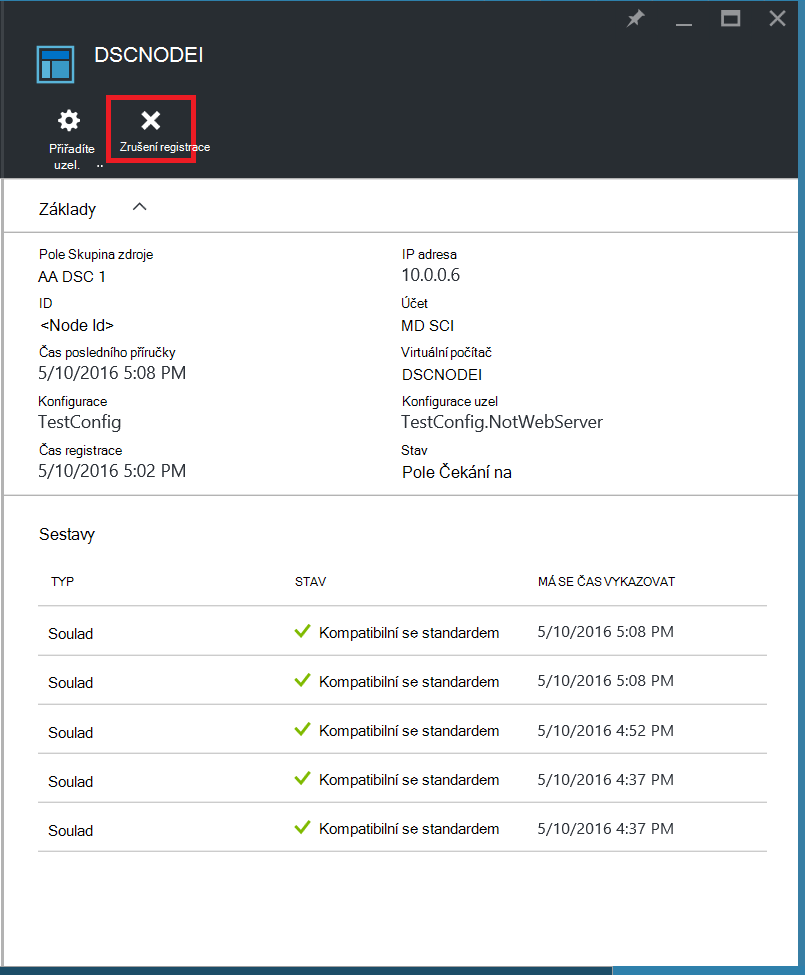 DSCNODEI
Přiřadíte
uzel. ..
Zrušení registrace
Základy
Pole Skupina zdroje
AA DSC 1
IP adresa
10.0.0.6
ID
<Node Id>
Účet
MD SCI
Čas posledního příručky
5/10/2016 5:08 PM
Virtuální počítač
DSCNODEI
Konfigurace
TestConfig
Konfigurace uzel
TestConfig.NotWebServer
Čas registrace
5/10/2016 5:02 PM
Stav
Pole Čekání na
Sestavy
TYP STAV MÁ SE ČAS VYKAZOVAT
Soulad Kompatibilní se standardem 5/10/2016 5:08 PM
Soulad Kompatibilní se standardem 5/10/2016 5:08 PM
Soulad Kompatibilní se standardem 5/10/2016 4:52 PM
Soulad Kompatibilní se standardem 5/10/2016 4:37 PM
Soulad Kompatibilní se standardem 5/10/2016 4:37 PM